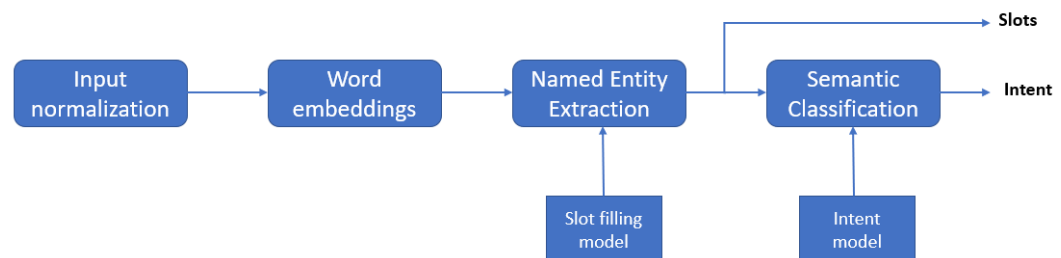 Slots
Input
normalization
Word
embeddings
Named Entity
Extraction
Semantic
Classification
Intent
Slot filling
model
Intent
model